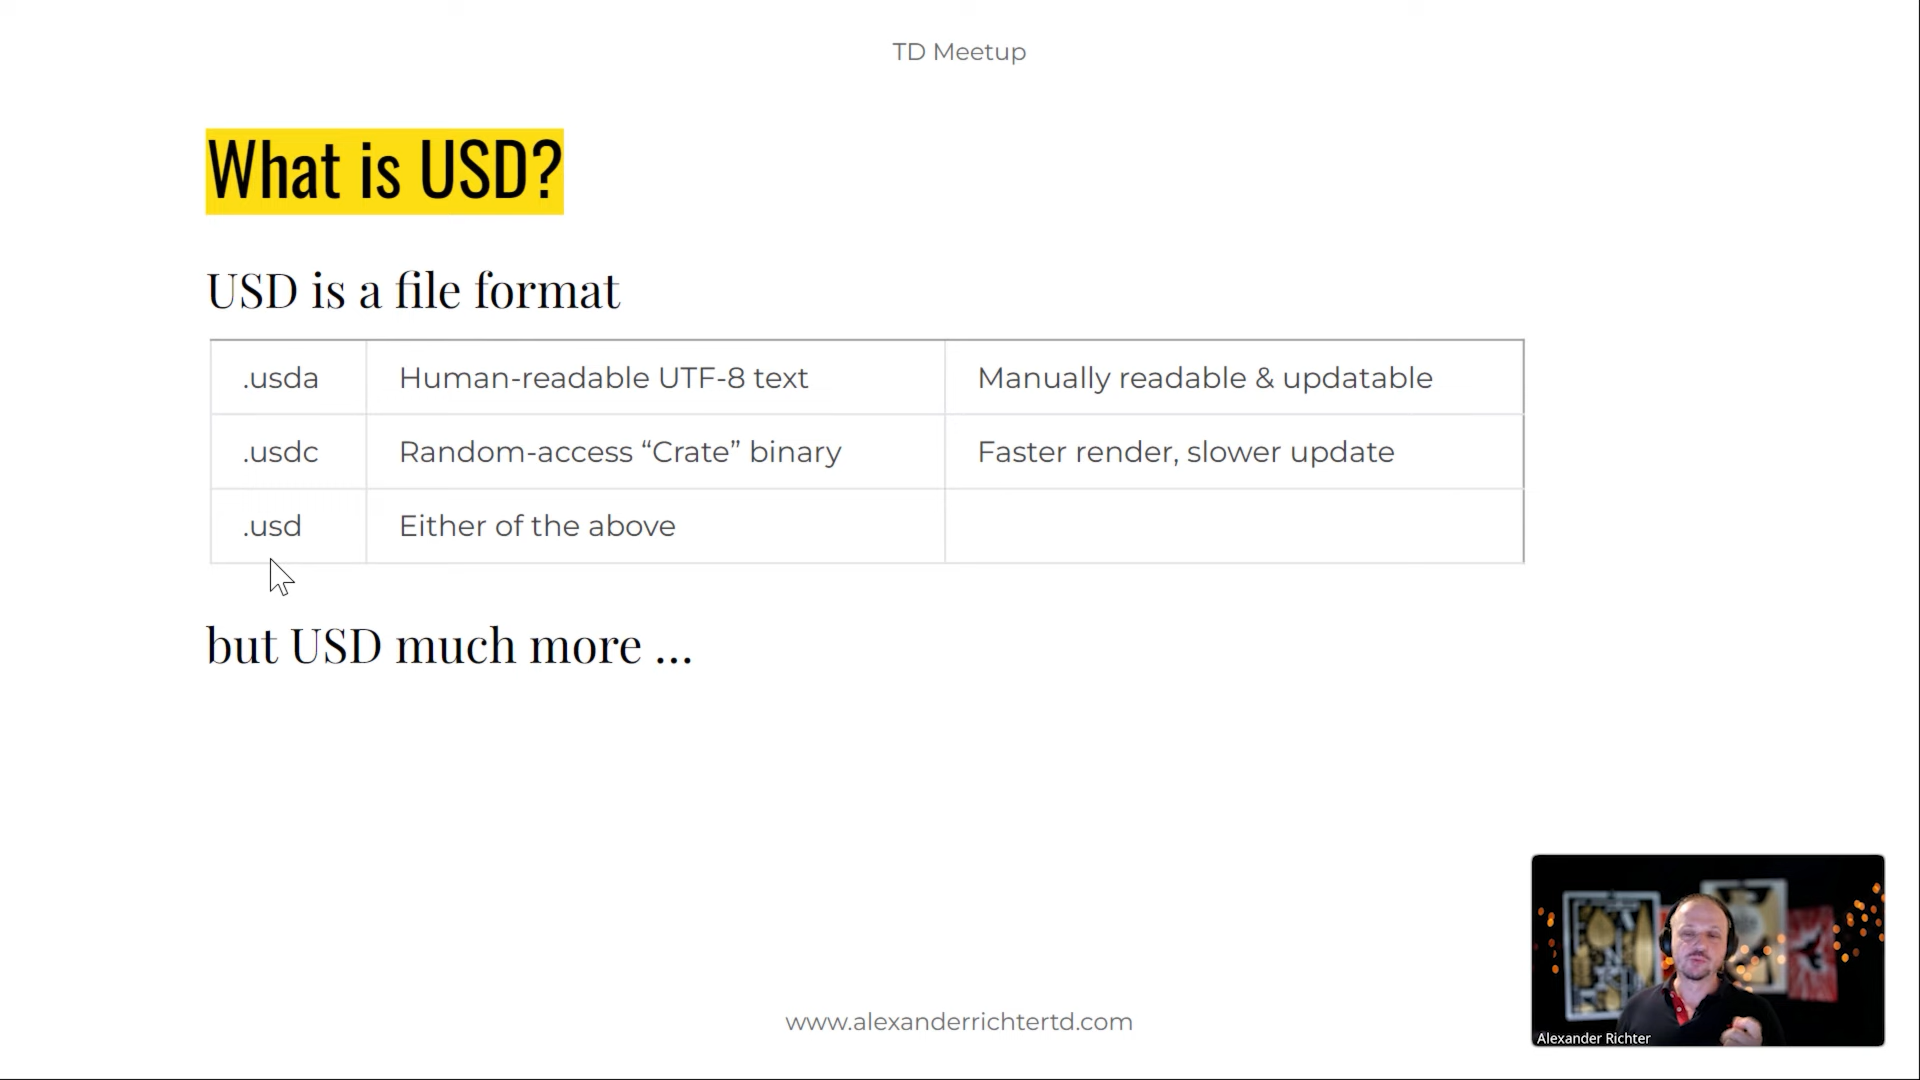 TD Meetup
What is USD?
USD is a file format
.usda Human-readable UTF-8 text Manually readable & updatable
.usdc Random-access “Crate” binary Faster render, slower update
.usd Either of the above
but USD much more ...
www.alexanderrichtertd.com
Alexander Richter